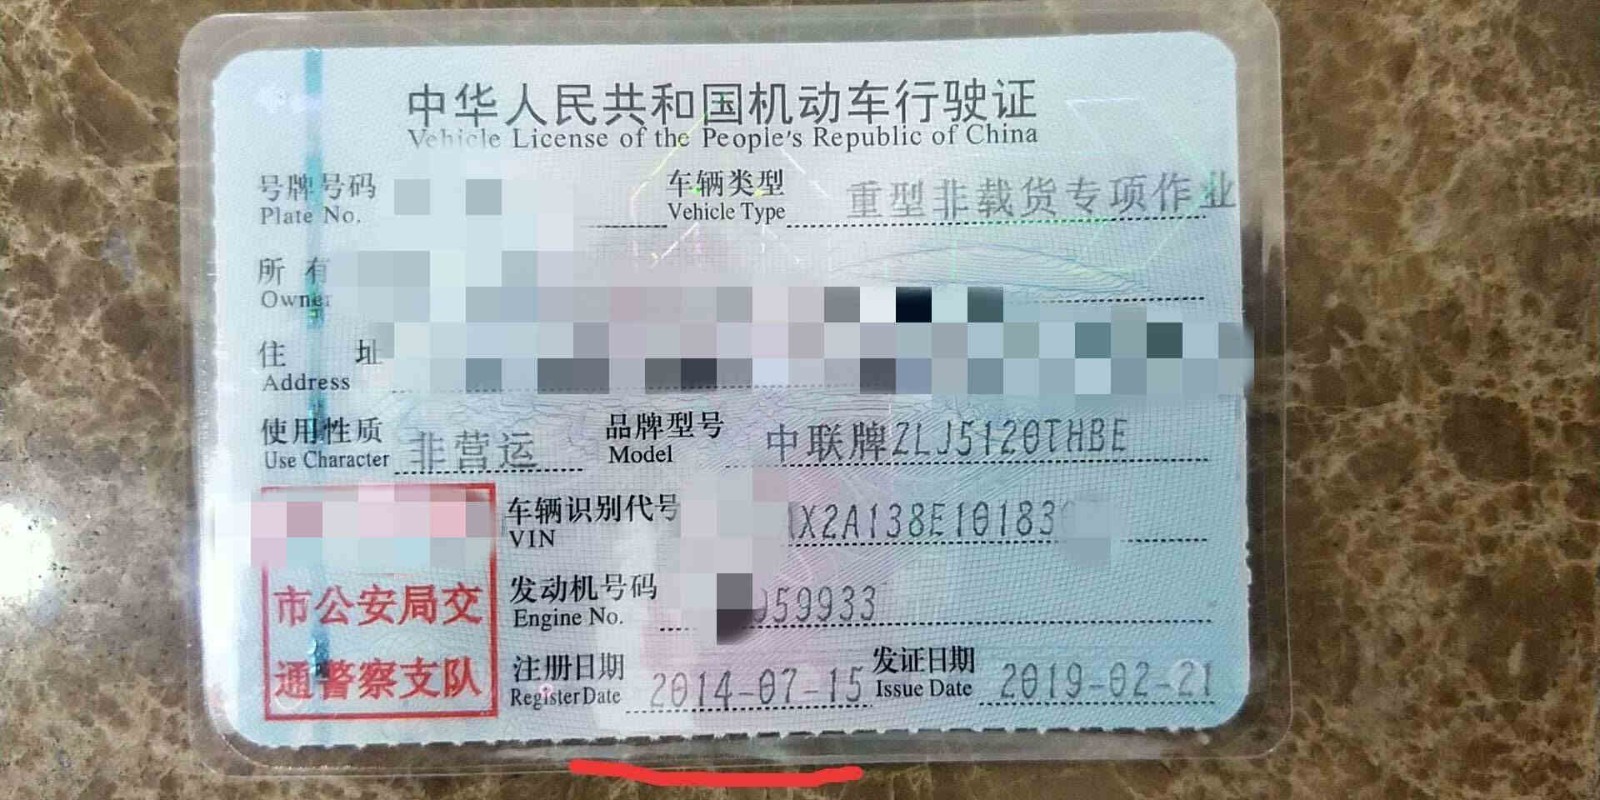 中华人民共和国机动车行驶证
Vehicle License of the People's Republic of China
号牌号码 车辆类型 重型非载货专项作业
Plate No. Vehicle Type
所有
Owner
住址
Address
使用性质 非营运 品牌型号 中联牌ZLJ5120THBE
Use Character Model
车辆识别代号 X2A138E10183
VIN
发动机号码 959933
Engine No.
市公安局交
通警察支队
注册日期 2014-07-15 发证日期 2019-02-21
Register Date Issue Date